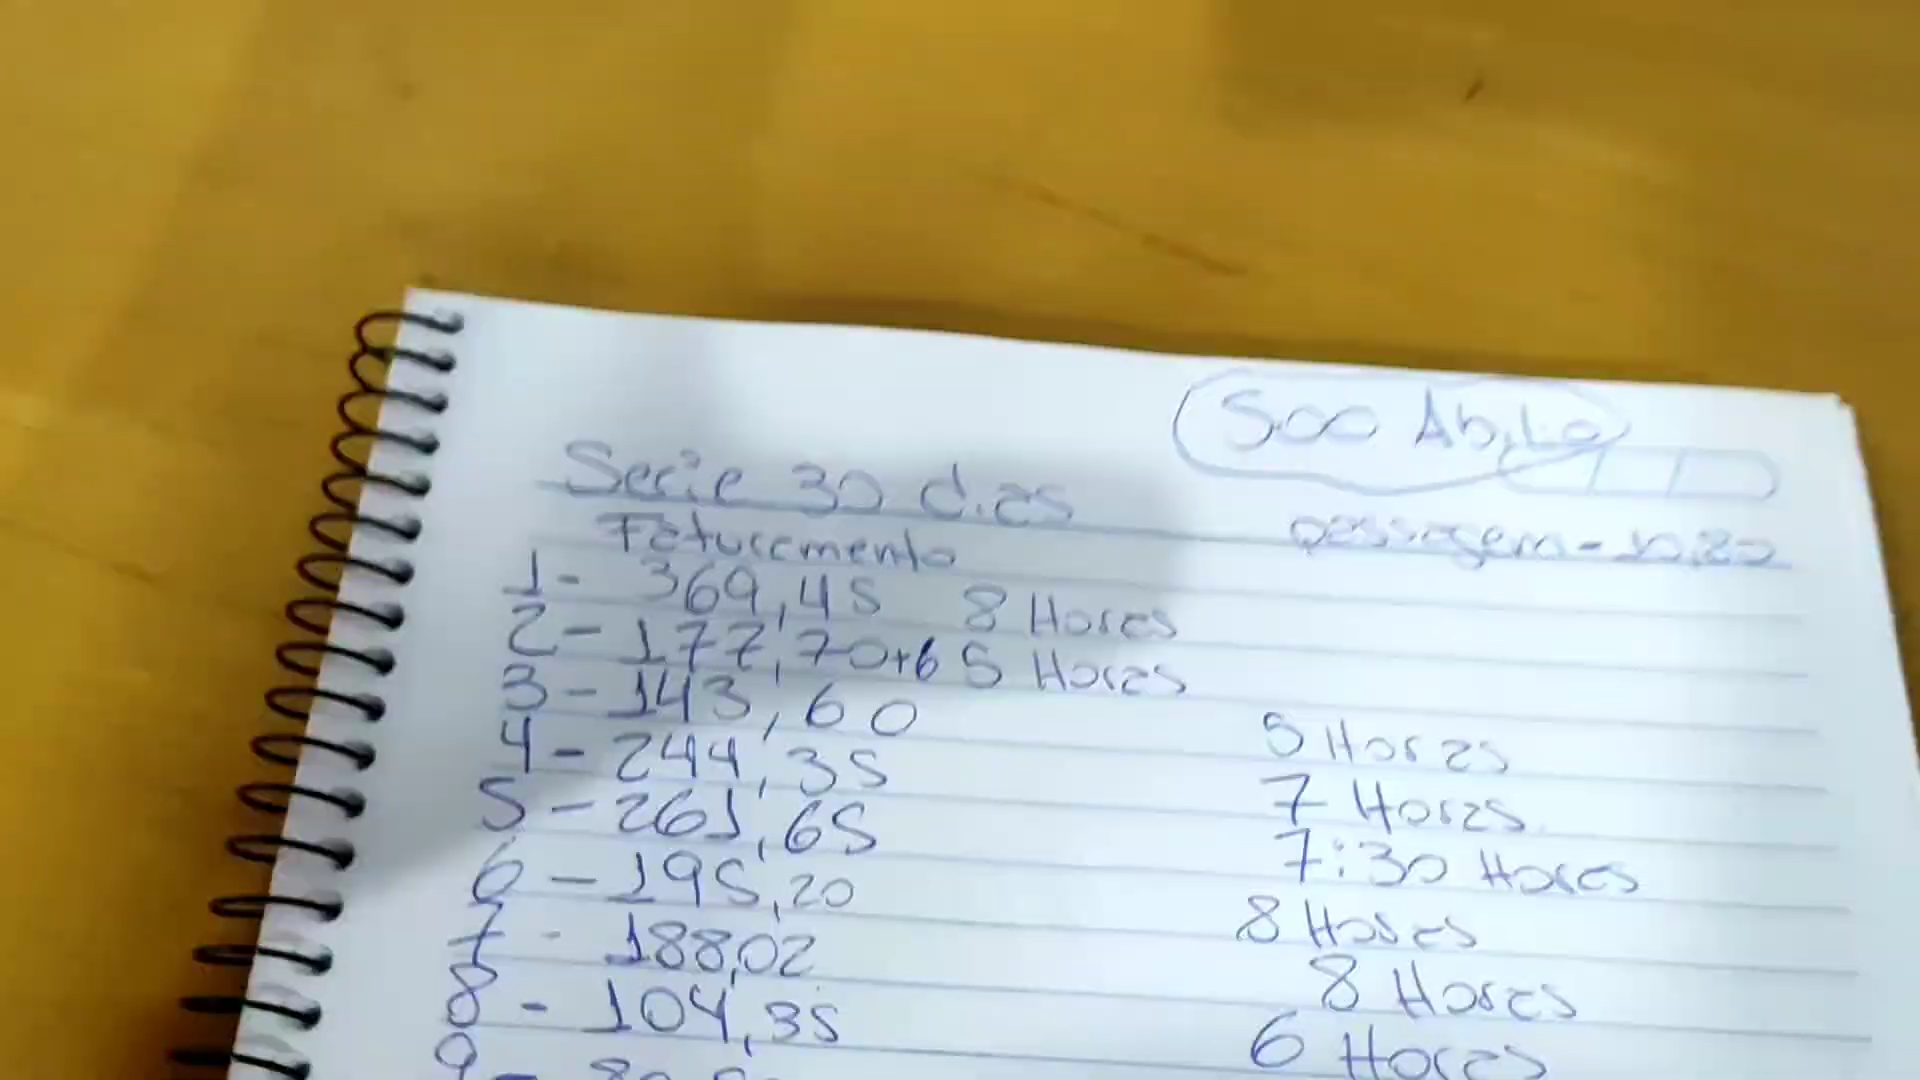 500 Abito
Serie 30 dias
Faturamento passagem - 10,80
1 - 369,45 8 Horas
2 - 177,70+6 5 Horas
3 - 143,60 5 Horas
4 - 244,35 7 Horas
5 - 261,65 7:30 Horas
6 - 195,20 8 Horas
7 - 188,02 8 Horas
8 - 104,35 6 Horas
9 -